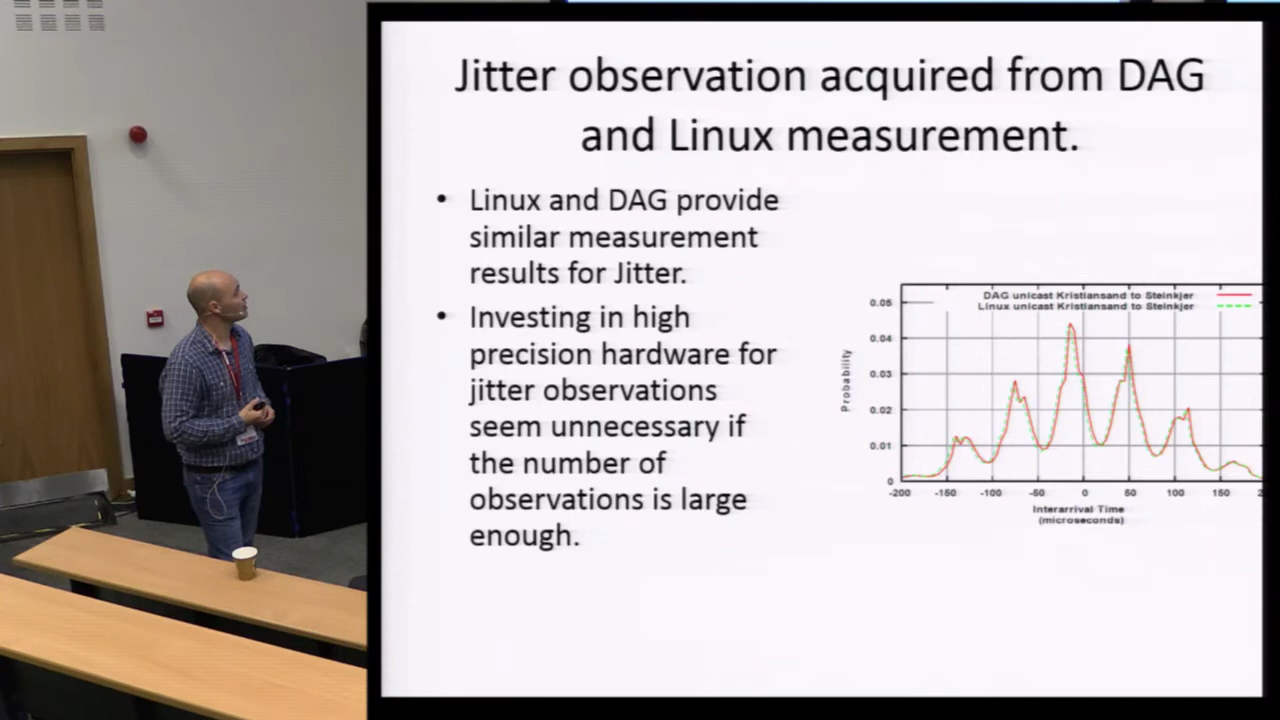 Jitter observation acquired from DAG
and Linux measurement.
• Linux and DAG provide
similar measurement
results for Jitter.
• Investing in high
precision hardware for
jitter observations
seem unnecessary if
the number of
observations is large
enough.
DAG unicast Kristiansand to Steinkjer
Linux unicast Kristiansand to Steinkjer
0.05
0.04
0.03
0.02
0.01
0
Probability
-200 -150 -100 -50 0 50 100 150
Interarrival Time
(microseconds)